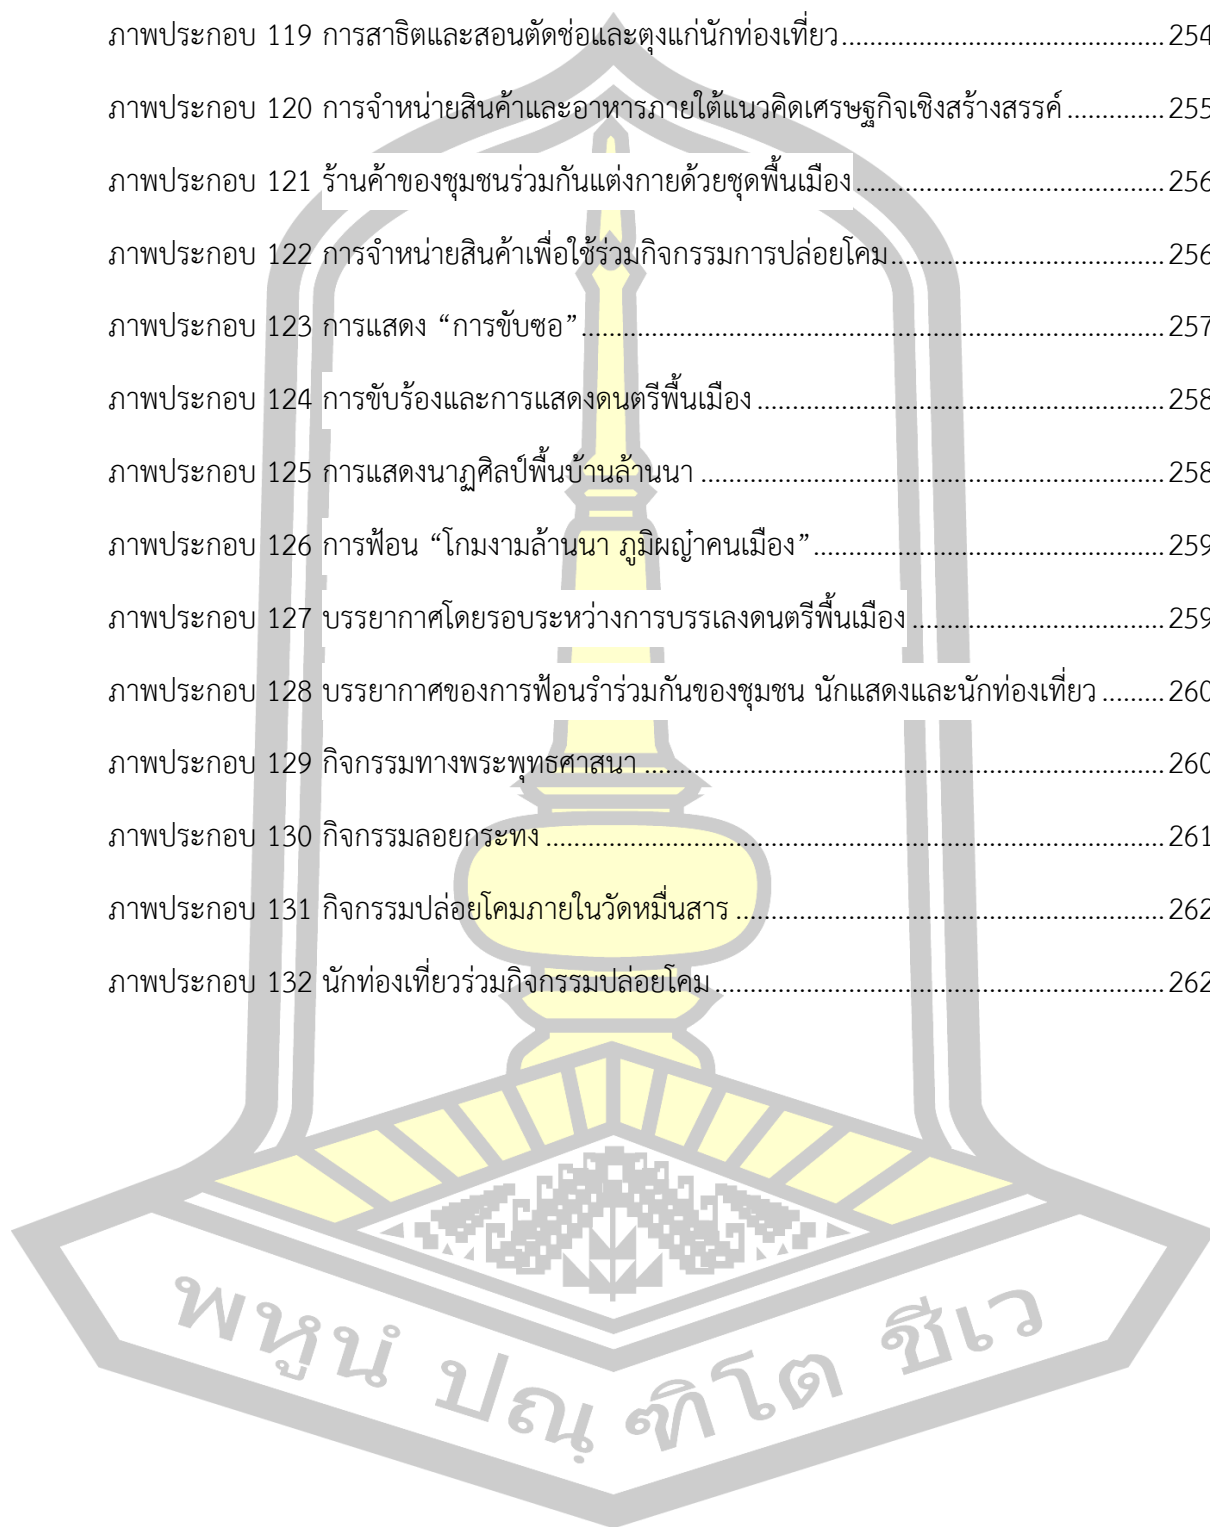 ภาพประกอบ 119 การสาธิตและสอนตัดช่อและตุงแก่นักท่องเที่ยว..............................................254
ภาพประกอบ 120 การจำหน่ายสินค้าและอาหารภายใต้แนวคิดเศรษฐกิจเชิงสร้างสรรค์..............255
ภาพประกอบ 121 ร้านค้าของชุมชนร่วมกันแต่งกายด้วยชุดพื้นเมือง............................................256
ภาพประกอบ 122 การจำหน่ายสินค้าเพื่อใช้ร่วมกิจกรรมการปล่อยโคม.......................................256
ภาพประกอบ 123 การแสดง “การขับซอ”...................................................................................257
ภาพประกอบ 124 การขับร้องและการแสดงดนตรีพื้นเมือง..........................................................258
ภาพประกอบ 125 การแสดงนาฏศิลป์พื้นบ้านล้านนา..................................................................258
ภาพประกอบ 126 การฟ้อน “โกมงามล้านนา ภูมิผญ๋าคนเมือง”..................................................259
ภาพประกอบ 127 บรรยากาศโดยรอบระหว่างการบรรเลงดนตรีพื้นเมือง....................................259
ภาพประกอบ 128 บรรยากาศของการฟ้อนรำร่วมกันของชุมชน นักแสดงและนักท่องเที่ยว.........260
ภาพประกอบ 129 กิจกรรมทางพระพุทธศาสนา..........................................................................260
ภาพประกอบ 130 กิจกรรมลอยกระทง........................................................................................261
ภาพประกอบ 131 กิจกรรมปล่อยโคมภายในวัดหมื่นสาร.............................................................262
ภาพประกอบ 132 นักท่องเที่ยวร่วมกิจกรรมปล่อยโคม................................................................262
พหูนํ ปณฺฑิโต ชีเว